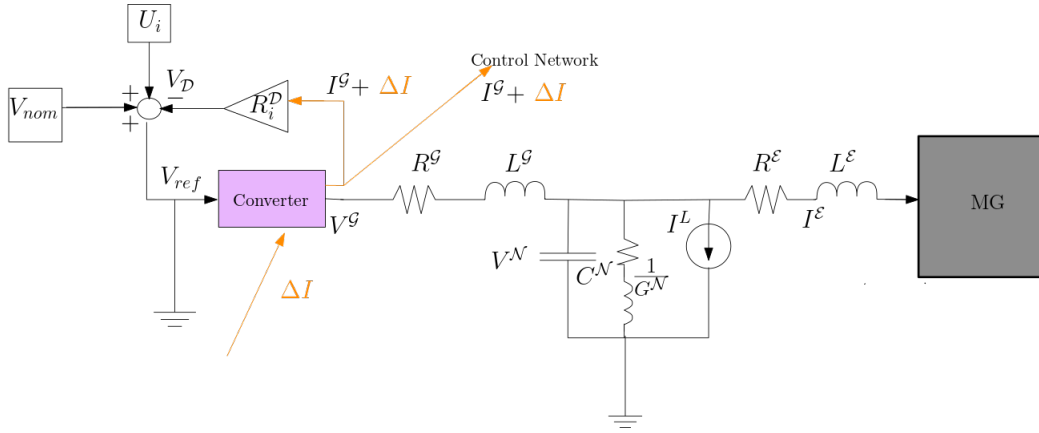 U_i
Control Network
V_𝒟
I^𝒢 + ΔI
I^𝒢 + ΔI
+
−
R_i^𝒟
V_nom
+
R^𝒢
L^𝒢
R^ℰ
L^ℰ
V_ref
Converter
V^𝒢
I^L
I^ℰ
MG
V^𝒩
C^𝒩
1/G^𝒩
ΔI